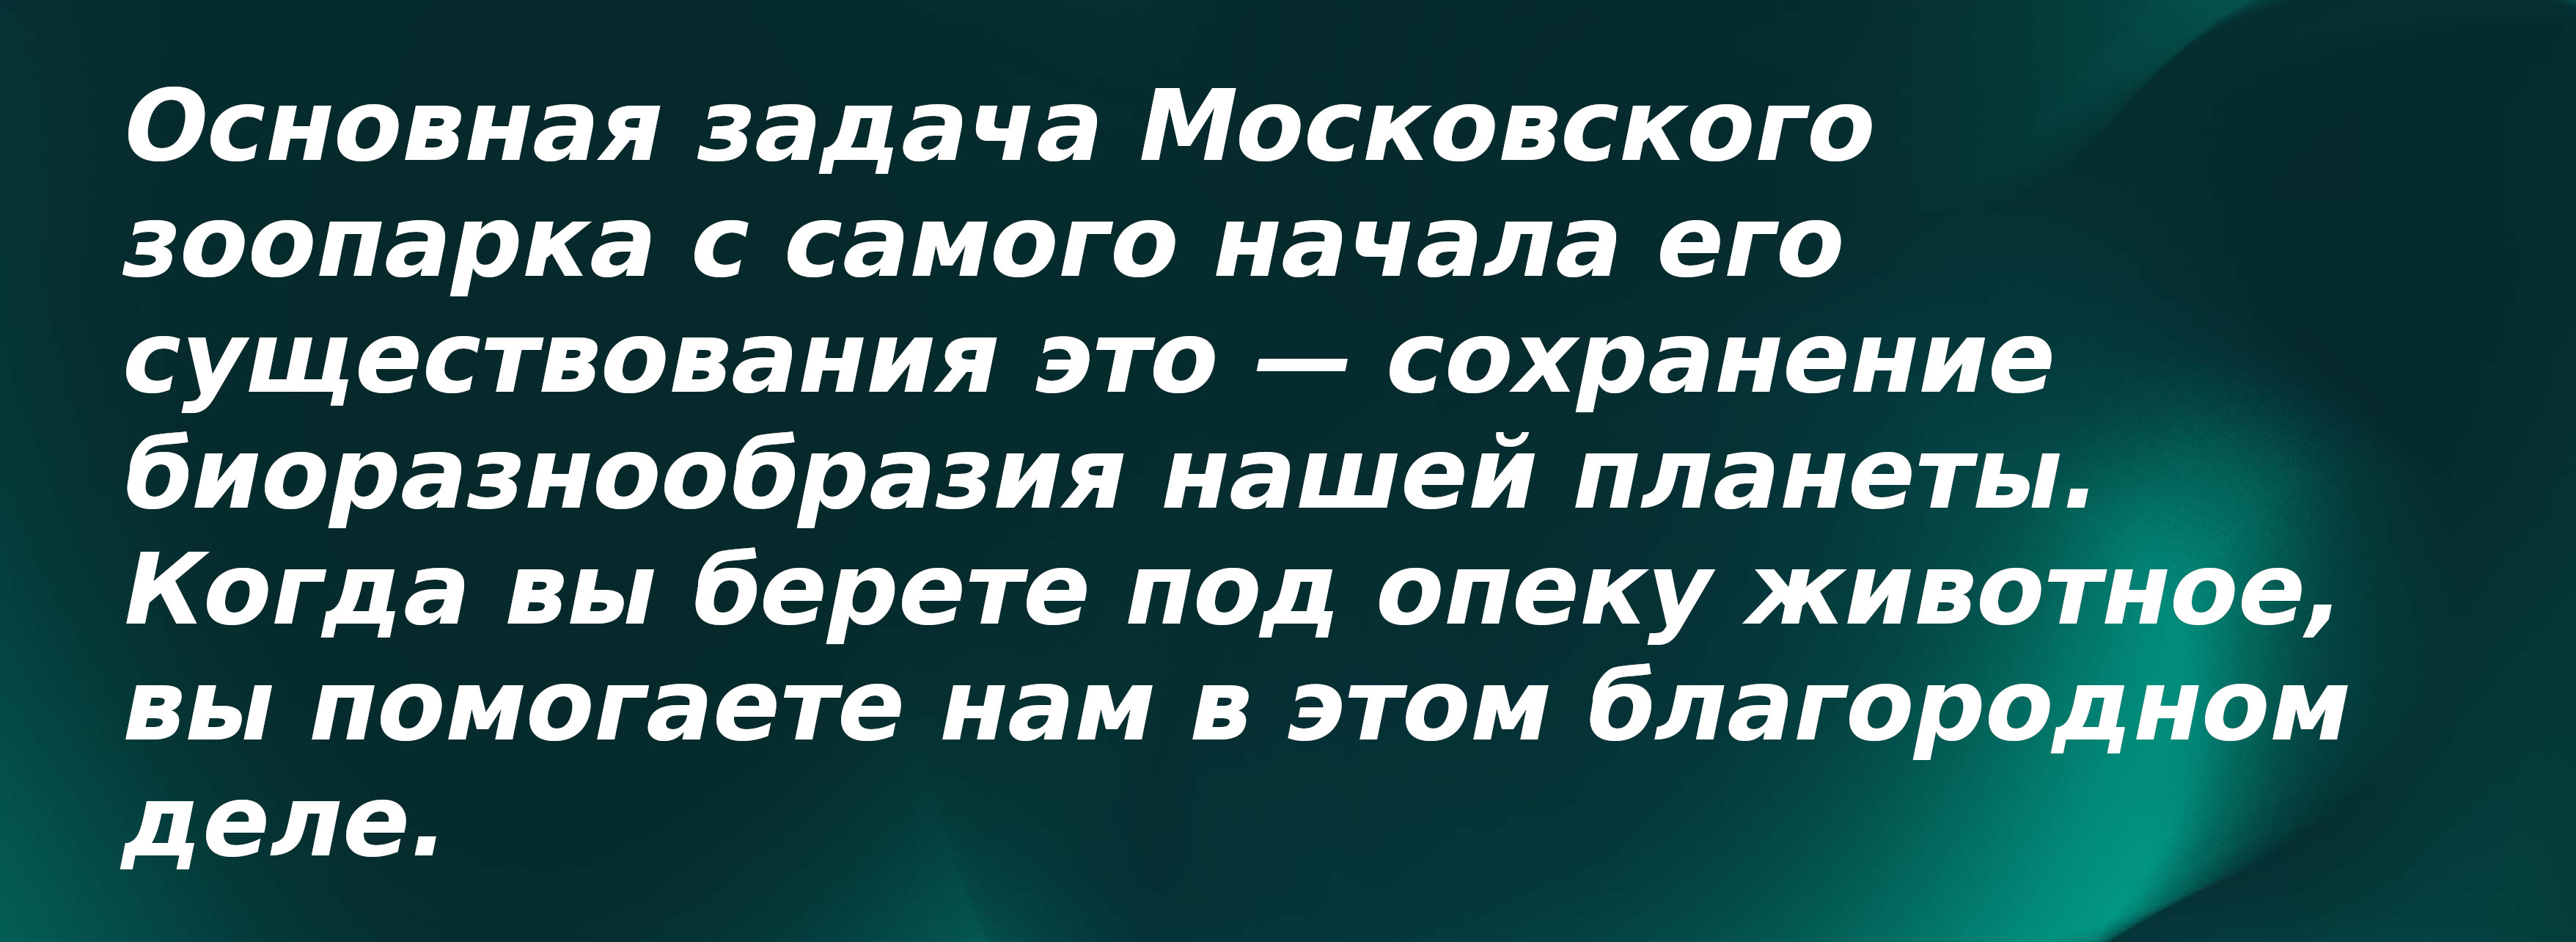 Основная задача Московского
зоопарка с самого начала его
существования это — сохранение
биоразнообразия нашей планеты.
Когда вы берете под опеку животное,
вы помогаете нам в этом благородном
деле.